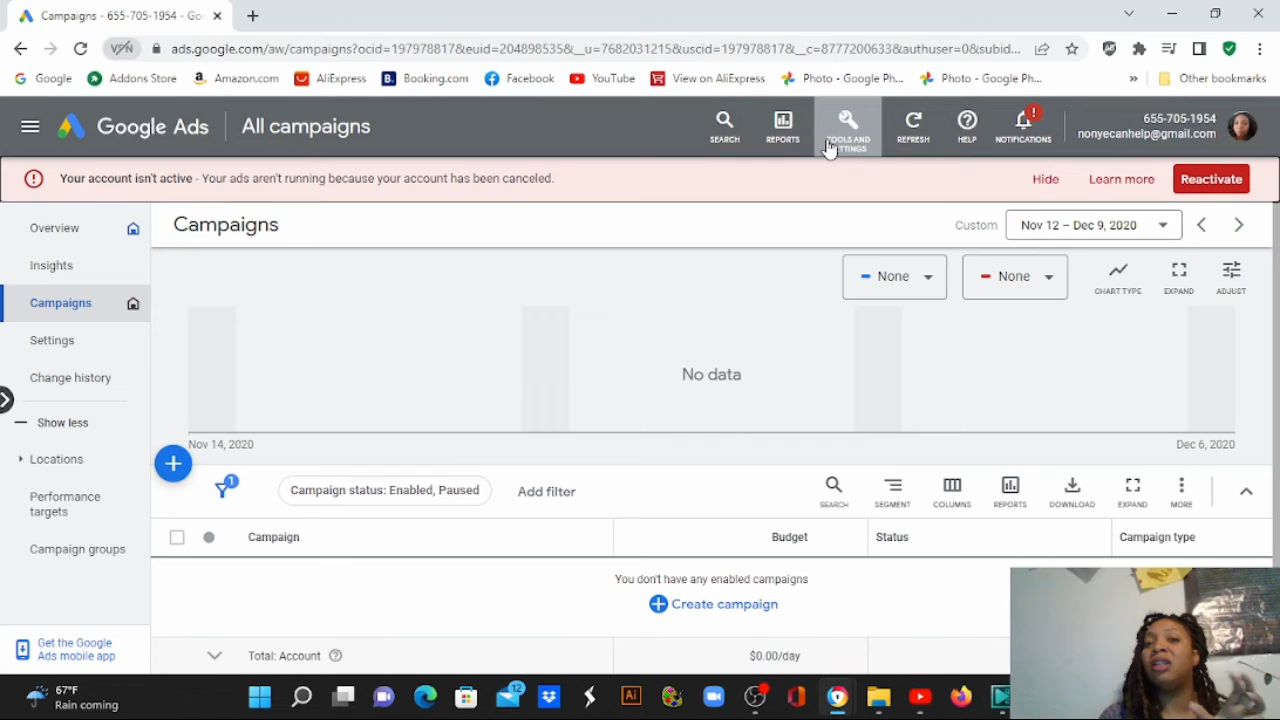 Campaigns - 655-705-1954 - Go
ads.google.com/aw/campaigns?ocid=197978817&euid=204898535&__u=7682031215&uscid=197978817&__c=8777200633&authuser=0&subid...
Google
Addons Store
Amazon.com
AliExpress
Booking.com
Facebook
YouTube
View on AliExpress
Photo - Google Ph...
Photo - Google Ph...
»
Other bookmarks
Google Ads
All campaigns
SEARCH
REPORTS
TOOLS AND
REFRESH
HELP
NOTIFICATIONS
655-705-1954
nonyecanhelp@gmail.com
Your account isn't active - Your ads aren't running because your account has been canceled.
Hide
Learn more
Reactivate
Overview
Insights
Campaigns
Settings
Change history
Show less
Locations
Performance
targets
Campaign groups
Get the Google
Ads mobile app
Campaigns
Custom
Nov 12 – Dec 9, 2020
None
None
CHART TYPE
EXPAND
ADJUST
No data
Nov 14, 2020
Dec 6, 2020
1
Campaign status: Enabled, Paused
Add filter
SEARCH
SEGMENT
COLUMNS
REPORTS
DOWNLOAD
EXPAND
MORE
Campaign
Budget
Status
Campaign type
You don't have any enabled campaigns
Create campaign
Total: Account
$0.00/day
67°F
Rain coming
12
Ai